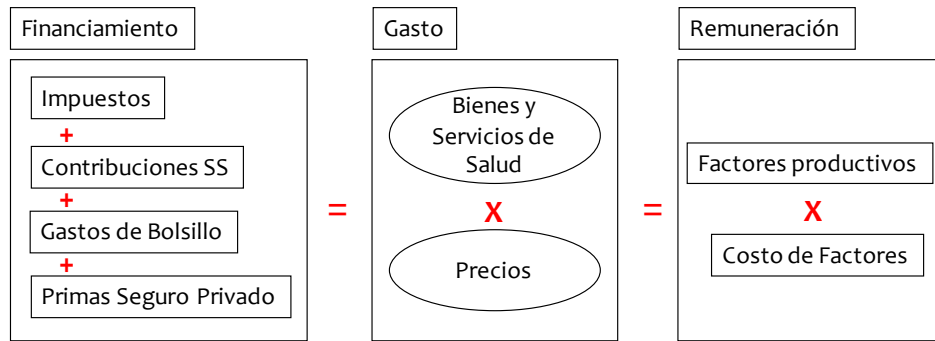 Financiamiento
Impuestos
+
Contribuciones SS
+
Gastos de Bolsillo
+
Primas Seguro Privado
=
Gasto
Bienes y
Servicios de
Salud
X
Precios
=
Remuneración
Factores productivos
X
Costo de Factores